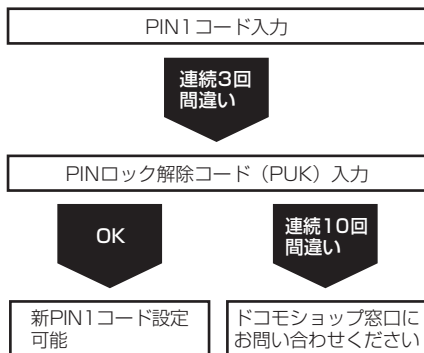 PIN1コード入力
連続3回
間違い
PINロック解除コード（PUK）入力
OK
連続10回
間違い
新PIN1コード設定
可能
ドコモショップ窓口に
お問い合わせください